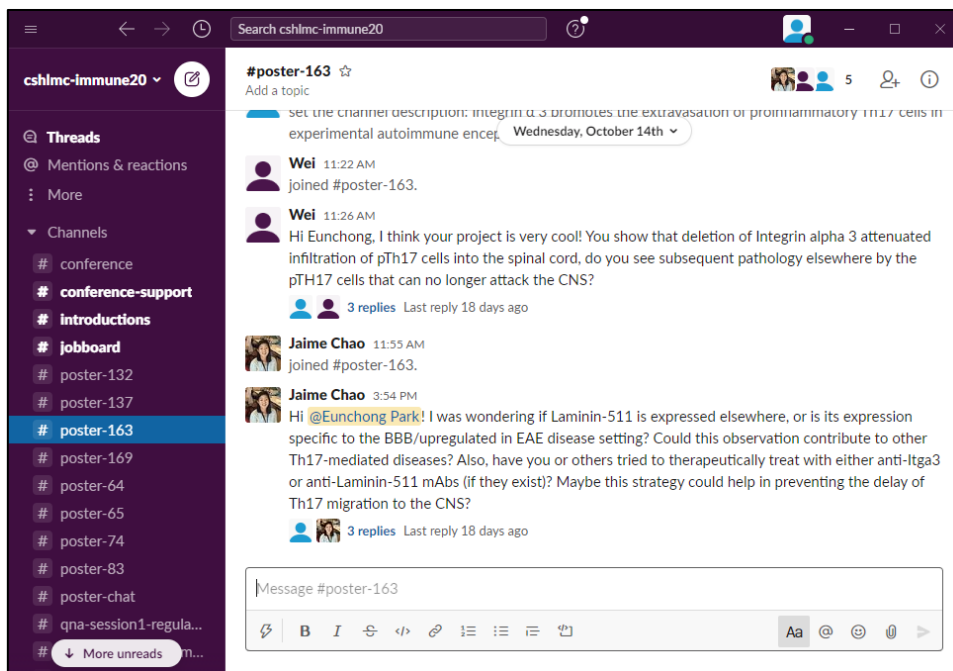 Search cshlmc-immune20
cshlmc-immune20
Threads
Mentions & reactions
More
Channels
# conference
# conference-support
# introductions
# jobboard
# poster-132
# poster-137
# poster-163
# poster-169
# poster-64
# poster-65
# poster-74
# poster-83
# poster-chat
# qna-session1-regula...
#
More unreads
m...
#poster-163
Add a topic
5
set the channel description: Integrin α 3 promotes the extravasation of proinflammatory Th17 cells in
experimental autoimmune encep
Wednesday, October 14th
Wei 11:22 AM
joined #poster-163.
Wei 11:26 AM
Hi Eunchong, I think your project is very cool! You show that deletion of Integrin alpha 3 attenuated
infiltration of pTh17 cells into the spinal cord, do you see subsequent pathology elsewhere by the
pTH17 cells that can no longer attack the CNS?
3 replies Last reply 18 days ago
Jaime Chao 11:55 AM
joined #poster-163.
Jaime Chao 3:54 PM
Hi @Eunchong Park! I was wondering if Laminin-511 is expressed elsewhere, or is its expression
specific to the BBB/upregulated in EAE disease setting? Could this observation contribute to other
Th17-mediated diseases? Also, have you or others tried to therapeutically treat with either anti-Itga3
or anti-Laminin-511 mAbs (if they exist)? Maybe this strategy could help in preventing the delay of
Th17 migration to the CNS?
3 replies Last reply 18 days ago
Message #poster-163
B I S </>
Aa @